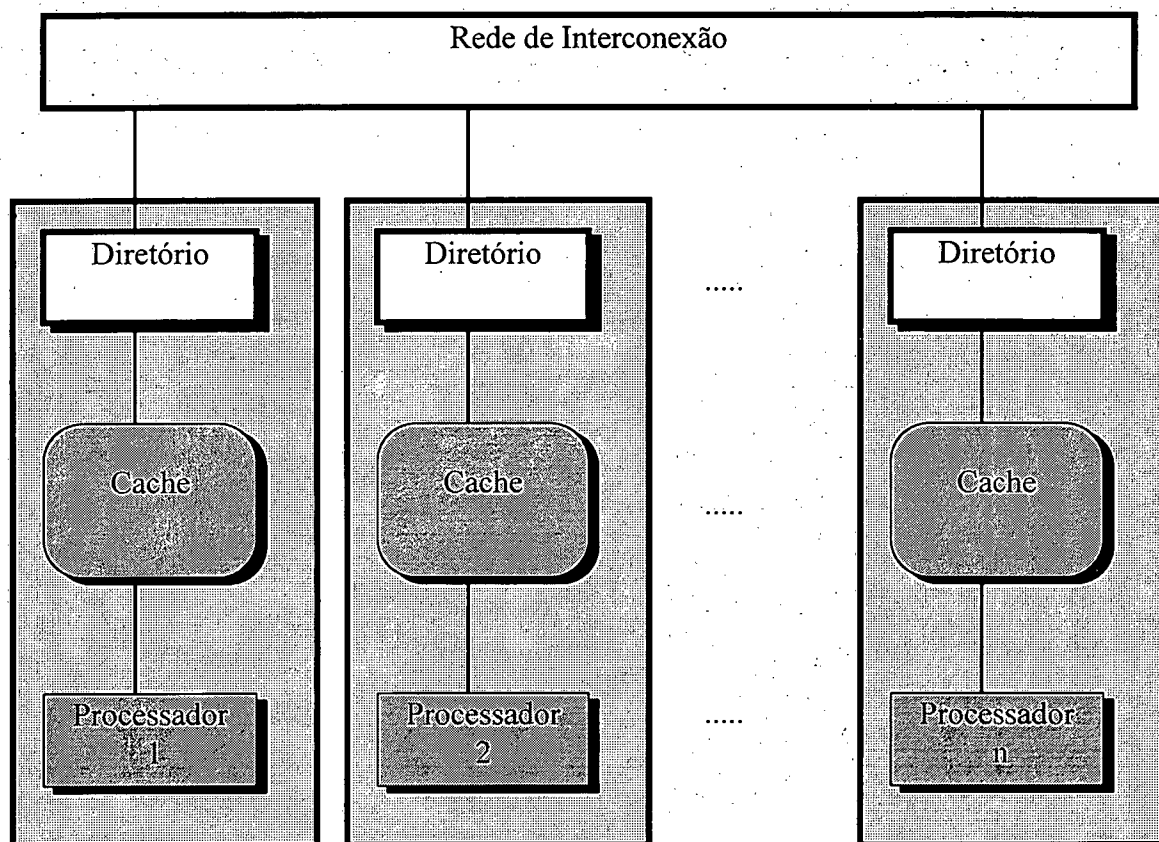 Rede de Interconexão
Diretório
Diretório
.....
Diretório
Cache
Cache
.....
Cache
Processador
1
Processador
2
.....
Processador
n